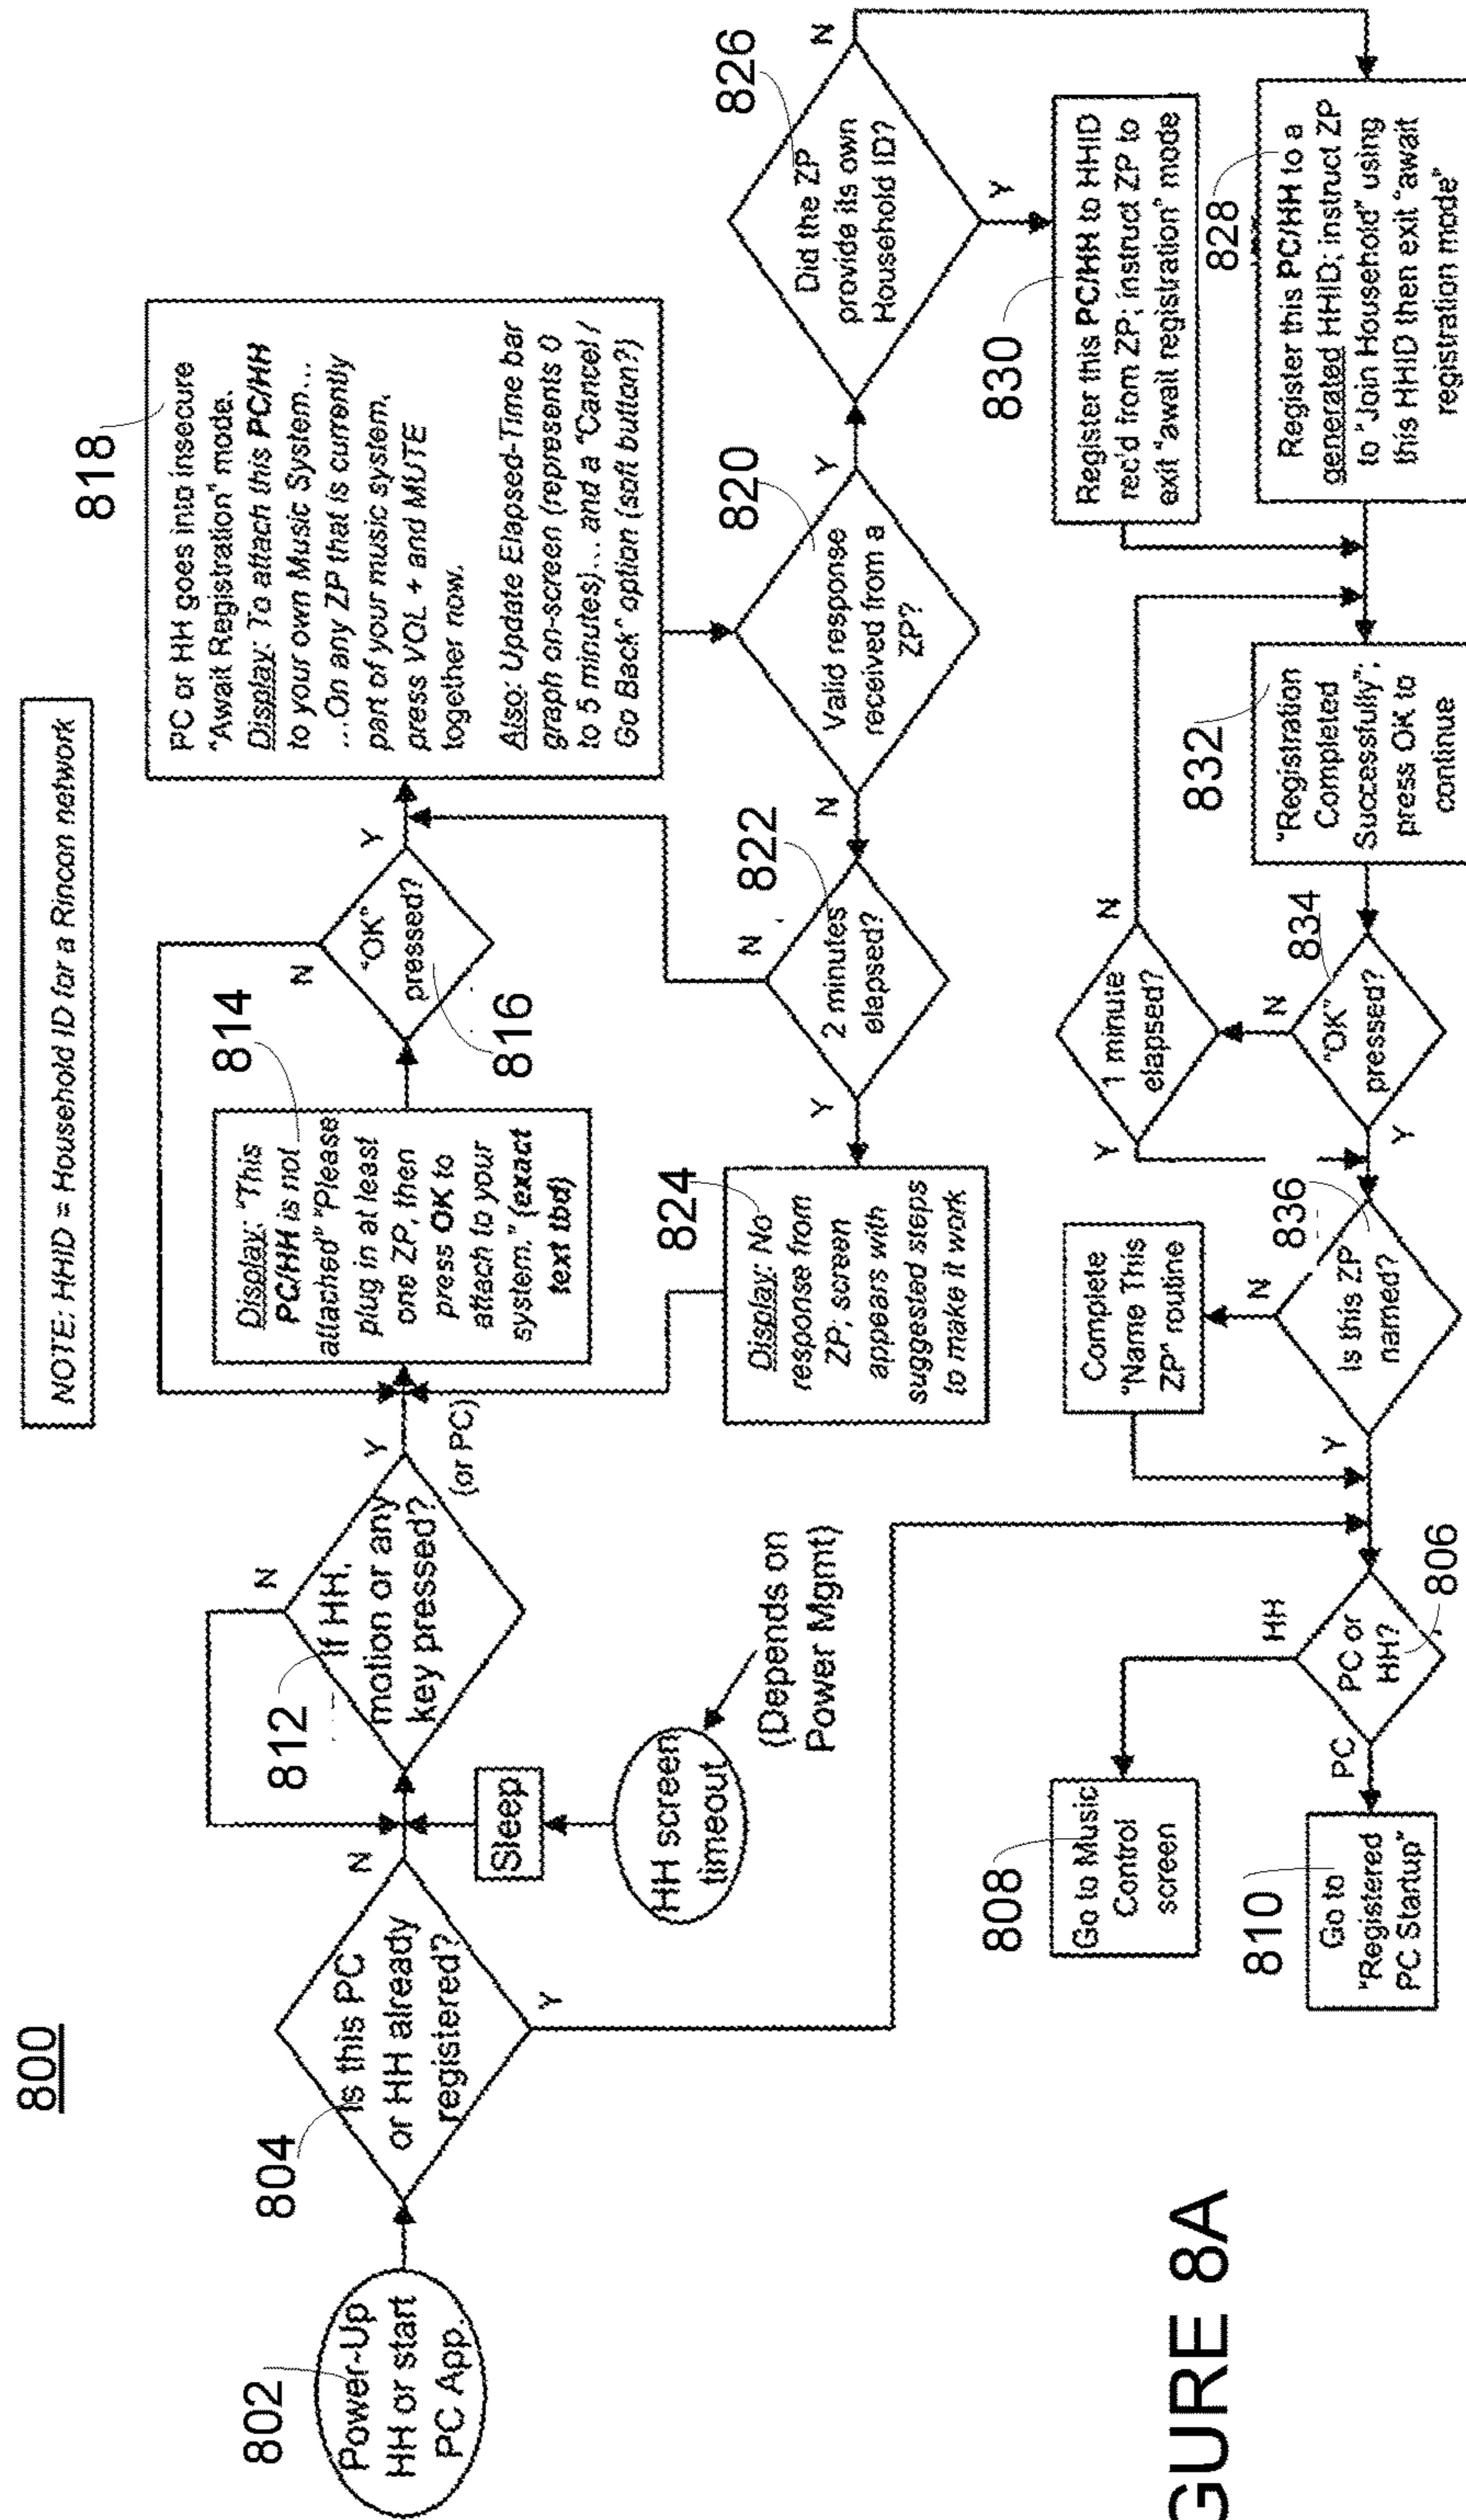 800
NOTE: HHID = Household ID for a Rincon network
802
Power-Up
HH or start
PC App.
804
Is this PC
or HH already
registered?
N
Y
Sleep
HH screen
timeout
(Depends on
Power Mgmt)
812
If HH,
motion or any
key pressed?
N
Y
(or PC)
814
Display: "This
PC/HH is not
attached" "Please
plug in at least
one ZP, then
press OK to
attach to your
system." (exact
text tbd)
816
"OK"
pressed?
N
Y
818
PC or HH goes into insecure
"Await Registration" mode.
Display: To attach this PC/HH
to your own Music System...
...On any ZP that is currently
part of your music system,
press VOL + and MUTE
together now.
Also: Update Elapsed-Time bar
graph on-screen (represents 0
to 5 minutes)... and a "Cancel /
Go Back" option (soft button?)
820
Valid response
received from a
ZP?
N
Y
822
2 minutes
elapsed?
N
Y
824
Display: No
response from
ZP; screen
appears with
suggested steps
to make it work
826
Did the ZP
provide its own
Household ID?
N
Y
830
Register this PC/HH to HHID
rec'd from ZP; instruct ZP to
exit "await registration" mode
828
Register this PC/HH to a
generated HHID; instruct ZP
to "Join Household" using
this HHID then exit "await
registration mode"
832
"Registration
Completed
Successfully";
press OK to
continue
834
"OK"
pressed?
N
Y
1 minute
elapsed?
N
Y
836
Is this ZP
named?
N
Y
Complete
"Name This
ZP" routine
806
PC or
HH?
HH
PC
808
Go to Music
Control
screen
810
Go to
"Registered
PC Startup"
GURE 8A